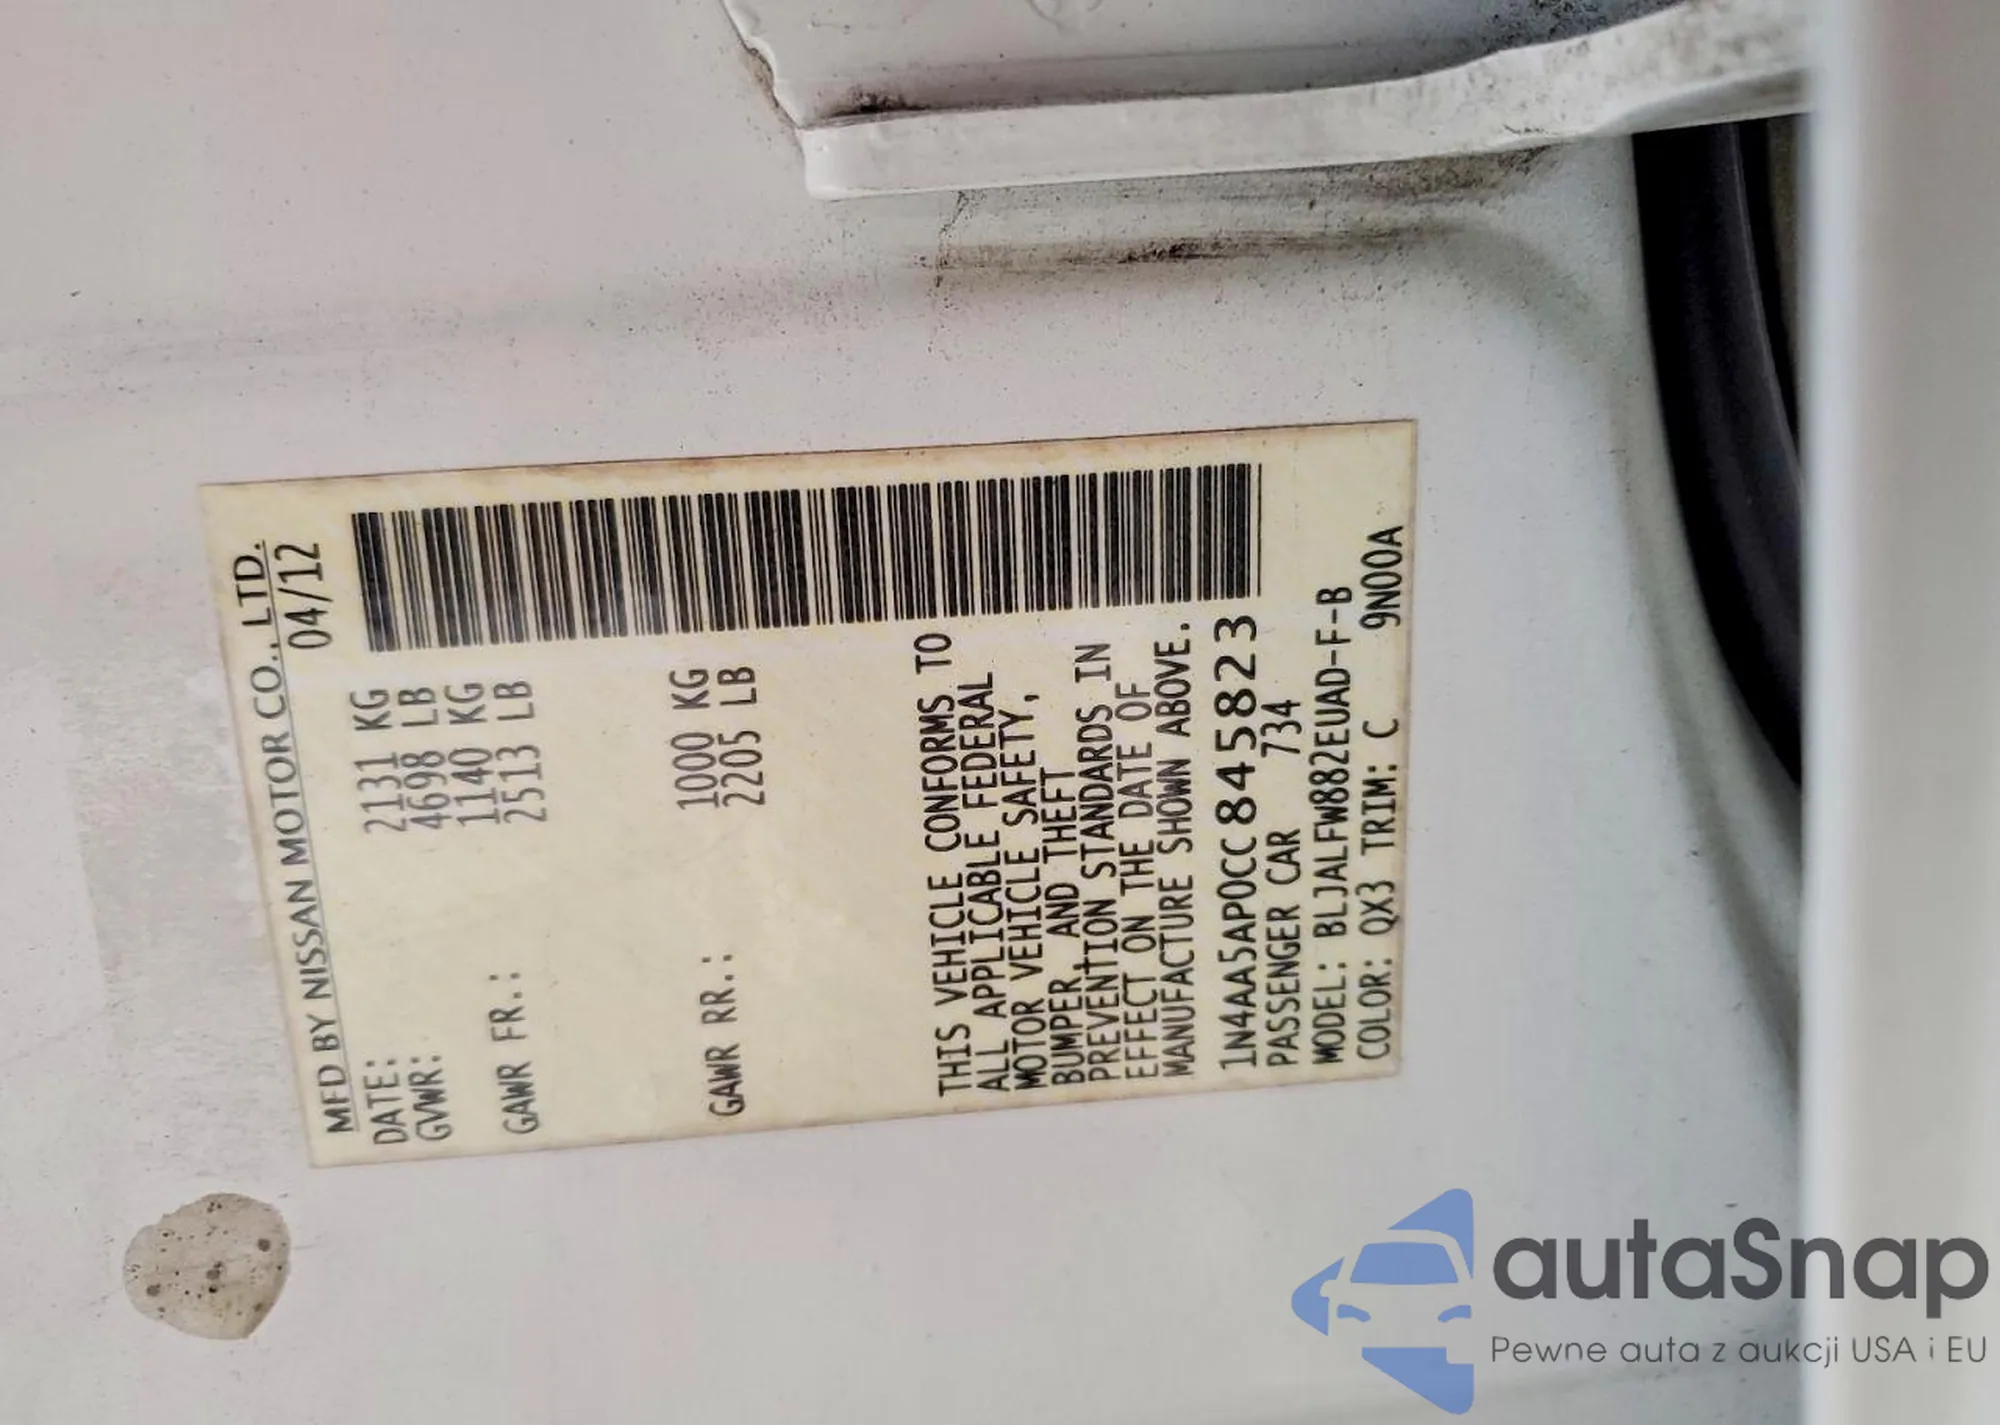 MFD BY NISSAN MOTOR CO., LTD.
DATE: 04/12
GVWR: 2131 KG
4698 LB
GAWR FR.: 1140 KG
2513 LB
GAWR RR.: 1000 KG
2205 LB
THIS VEHICLE CONFORMS TO
ALL APPLICABLE FEDERAL
MOTOR VEHICLE SAFETY,
BUMPER, AND THEFT
PREVENTION STANDARDS IN
EFFECT ON THE DATE OF
MANUFACTURE SHOWN ABOVE.
1N4AA5AP0CC845823
PASSENGER CAR 734
MODEL: BLJALFW882EUAD-F-B
COLOR: QX3 TRIM: C 9N00A
autaSnap
Pewne auta z aukcji USA i EU